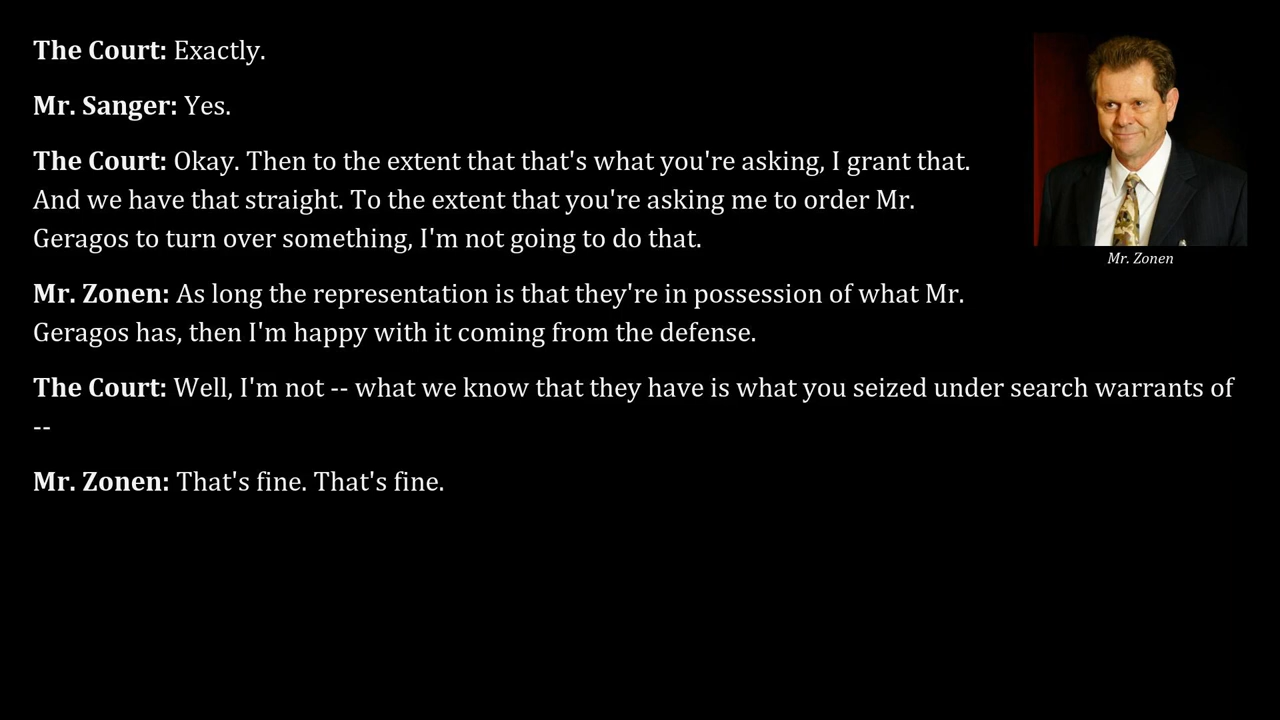 The Court: Exactly.
Mr. Sanger: Yes.
The Court: Okay. Then to the extent that that's what you're asking, I grant that.
And we have that straight. To the extent that you're asking me to order Mr.
Geragos to turn over something, I'm not going to do that.
Mr. Zonen
Mr. Zonen: As long the representation is that they're in possession of what Mr.
Geragos has, then I'm happy with it coming from the defense.
The Court: Well, I'm not -- what we know that they have is what you seized under search warrants of
--
Mr. Zonen: That's fine. That's fine.